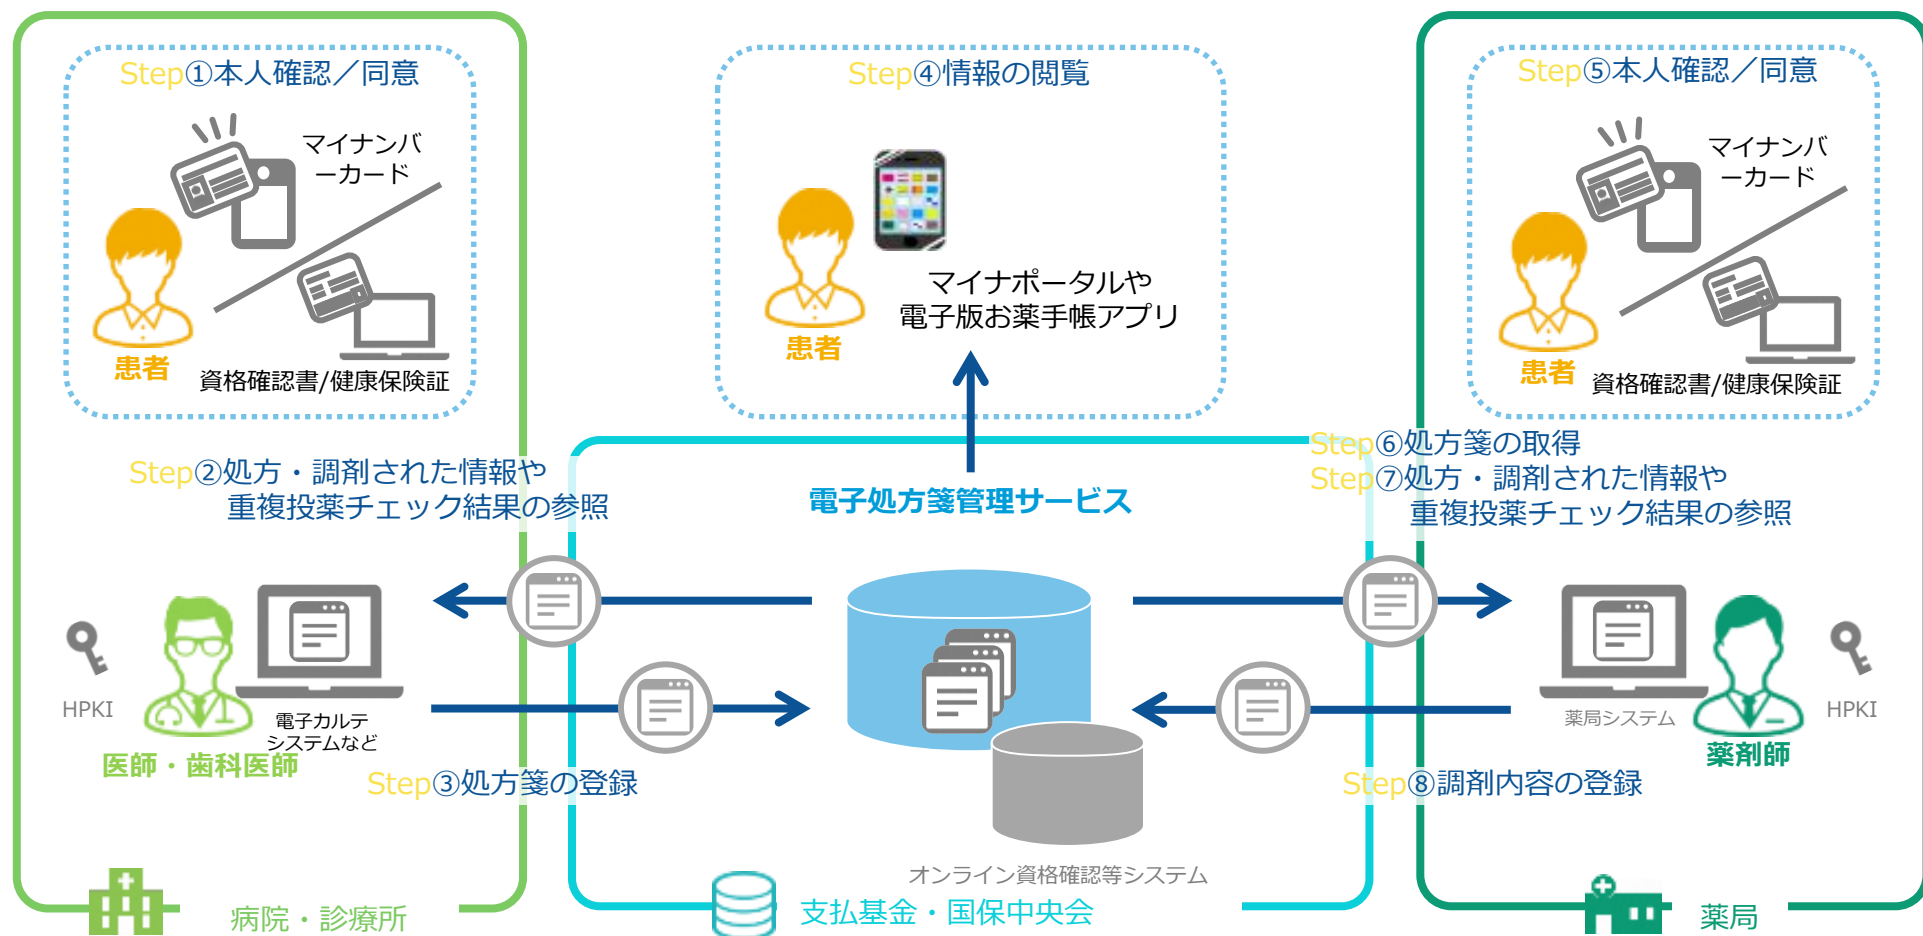 Step①本人確認／同意
マイナンバ
ーカード
患者
資格確認書/健康保険証
Step②処方・調剤された情報や
重複投薬チェック結果の参照
HPKI
電子カルテ
システムなど
医師・歯科医師
Step③処方箋の登録
病院・診療所
Step④情報の閲覧
マイナポータルや
電子版お薬手帳アプリ
患者
電子処方箋管理サービス
オンライン資格確認等システム
支払基金・国保中央会
Step⑤本人確認／同意
マイナンバ
ーカード
患者
資格確認書/健康保険証
Step⑥処方箋の取得
Step⑦処方・調剤された情報や
重複投薬チェック結果の参照
薬局システム
HPKI
薬剤師
Step⑧調剤内容の登録
薬局